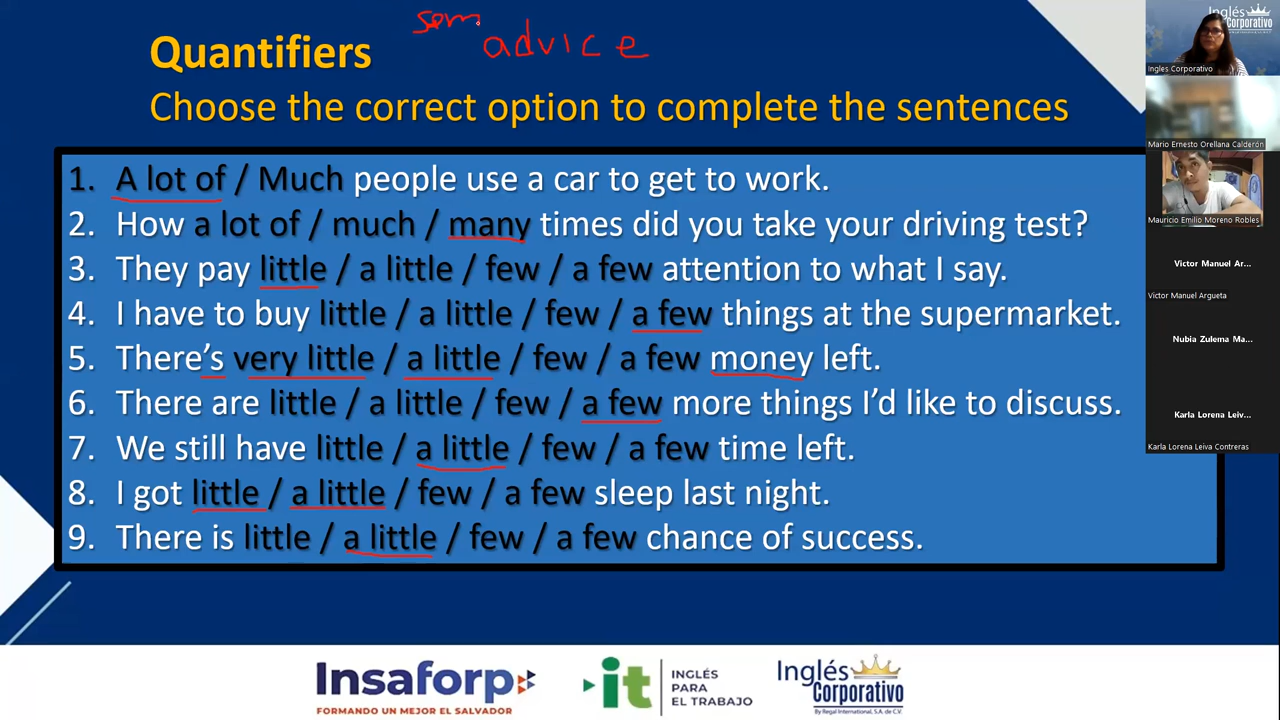 som
advice
Quantifiers
Choose the correct option to complete the sentences
1. A lot of / Much people use a car to get to work.
2. How a lot of / much / many times did you take your driving test?
3. They pay little / a little / few / a few attention to what I say.
4. I have to buy little / a little / few / a few things at the supermarket.
5. There's very little / a little / few / a few money left.
6. There are little / a little / few / a few more things I'd like to discuss.
7. We still have little / a little / few / a few time left.
8. I got little / a little / few / a few sleep last night.
9. There is little / a little / few / a few chance of success.
Inglés
Corporativo
Ingles Corporativo
Mario Ernesto Orellana Calderón
Mauricio Emilio Moreno Robles
Victor Manuel Ar...
Victor Manuel Argueta
Nubia Zulema Ma...
Karla Lorena Leiv...
Karla Lorena Leiva Contreras
Insaforp
FORMANDO UN MEJOR EL SALVADOR
it
INGLÉS
PARA
EL TRABAJO
Inglés
Corporativo
By Regal International, S.A. de C.V.